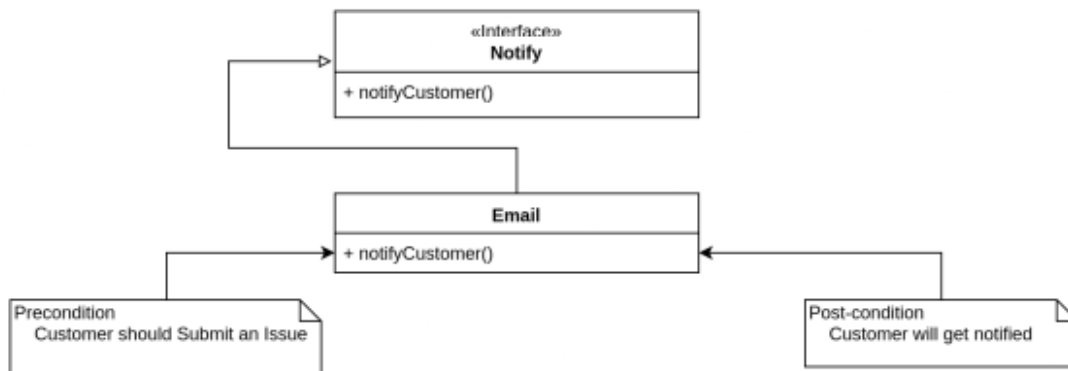 «Interface»
Notify
+ notifyCustomer()
Email
+ notifyCustomer()
Precondition
Customer should Submit an Issue
Post-condition
Customer will get notified